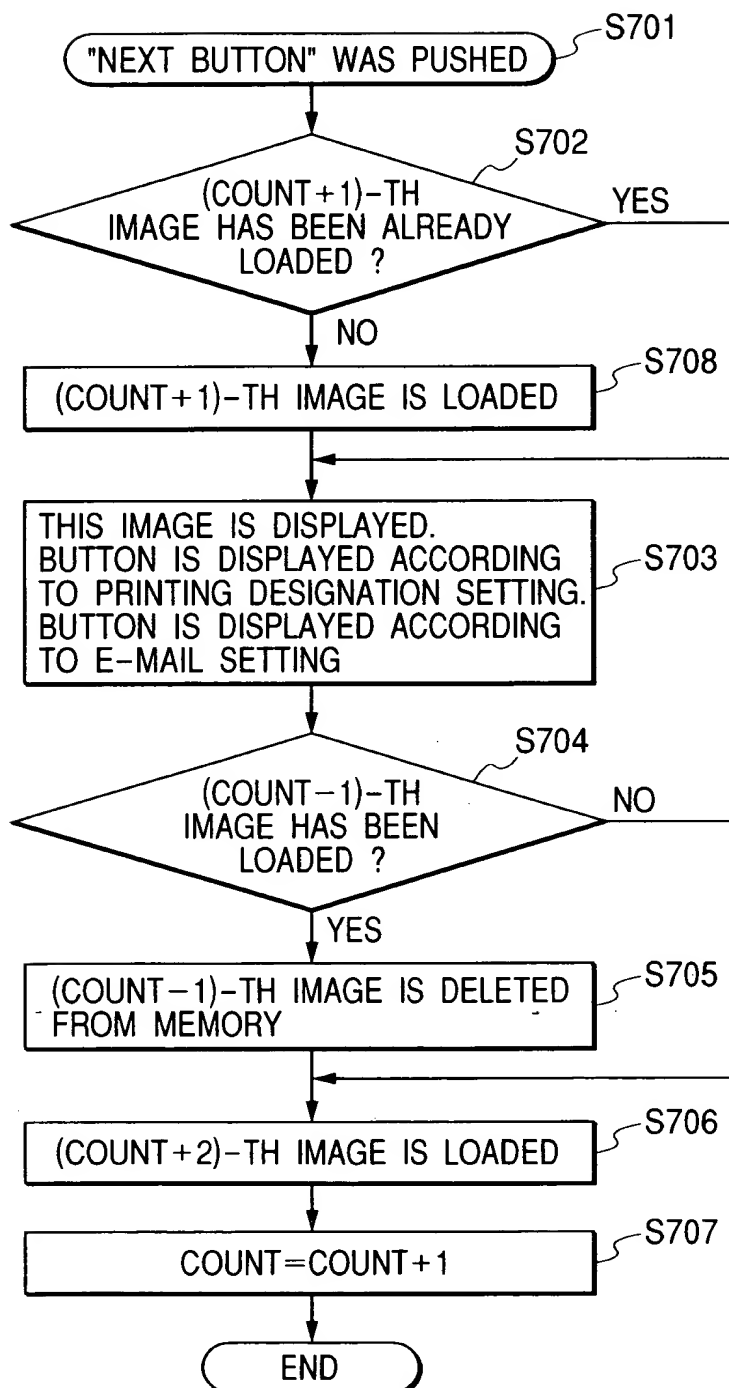 S701
"NEXT BUTTON" WAS PUSHED
S702
(COUNT+1)-TH
IMAGE HAS BEEN ALREADY
LOADED ?
YES
NO
S708
(COUNT+1)-TH IMAGE IS LOADED
THIS IMAGE IS DISPLAYED.
BUTTON IS DISPLAYED ACCORDING
TO PRINTING DESIGNATION SETTING.
BUTTON IS DISPLAYED ACCORDING
TO E-MAIL SETTING
S703
S704
(COUNT−1)-TH
IMAGE HAS BEEN
LOADED ?
NO
YES
S705
(COUNT−1)-TH IMAGE IS DELETED
FROM MEMORY
S706
(COUNT+2)-TH IMAGE IS LOADED
S707
COUNT=COUNT+1
END